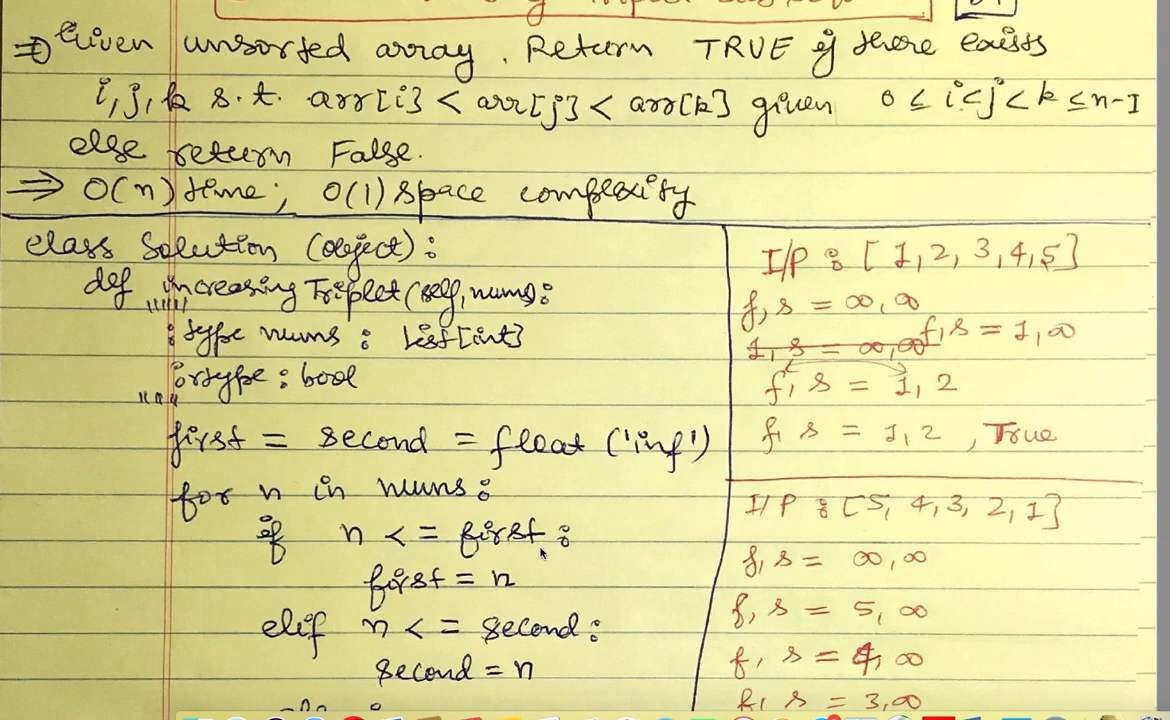 ⇒ Given unsorted array. Return TRUE if there exists
i, j, k s.t. arr[i] < arr[j] < arr[k] given 0 ≤ i < j < k ≤ n-1
else return False.
⇒ O(n) time; O(1) space complexity
class Solution (object):
def increasing Triplet (self, nums):
"""
:type nums: List[int]
:rtype: bool
"""
first = second = float ('inf')
for n in nums:
if n <= first:
first = n
elif n <= second:
second = n
I/P : [1, 2, 3, 4, 5]
f, s = ∞, ∞
f, s = 1, ∞
f, s = 1, 2
f, s = 1, 2, True
I/P : [5, 4, 3, 2, 1]
f, s = ∞, ∞
f, s = 5, ∞
f, s = 4, ∞
f, s = 3, ∞